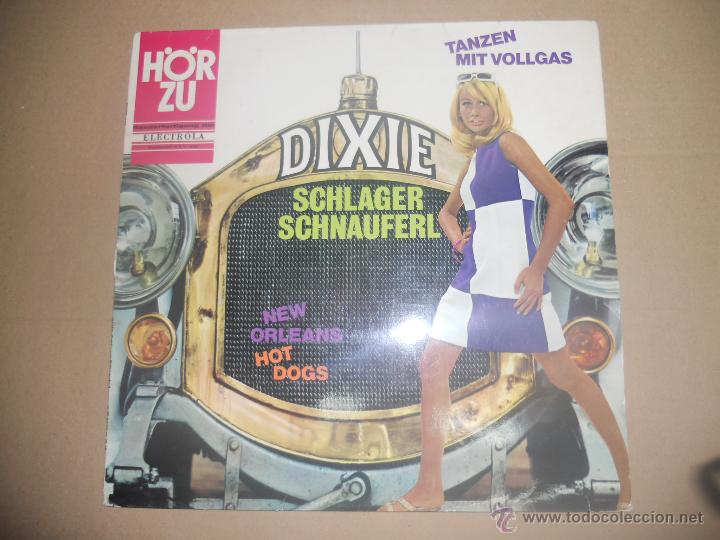 HÖR
ZU
ELECTROLA
TANZEN
MIT VOLLGAS
DIXIE
SCHLAGER
SCHNAUFERL
NEW
ORLEANS
HOT
DOGS
© www.todocoleccion.net